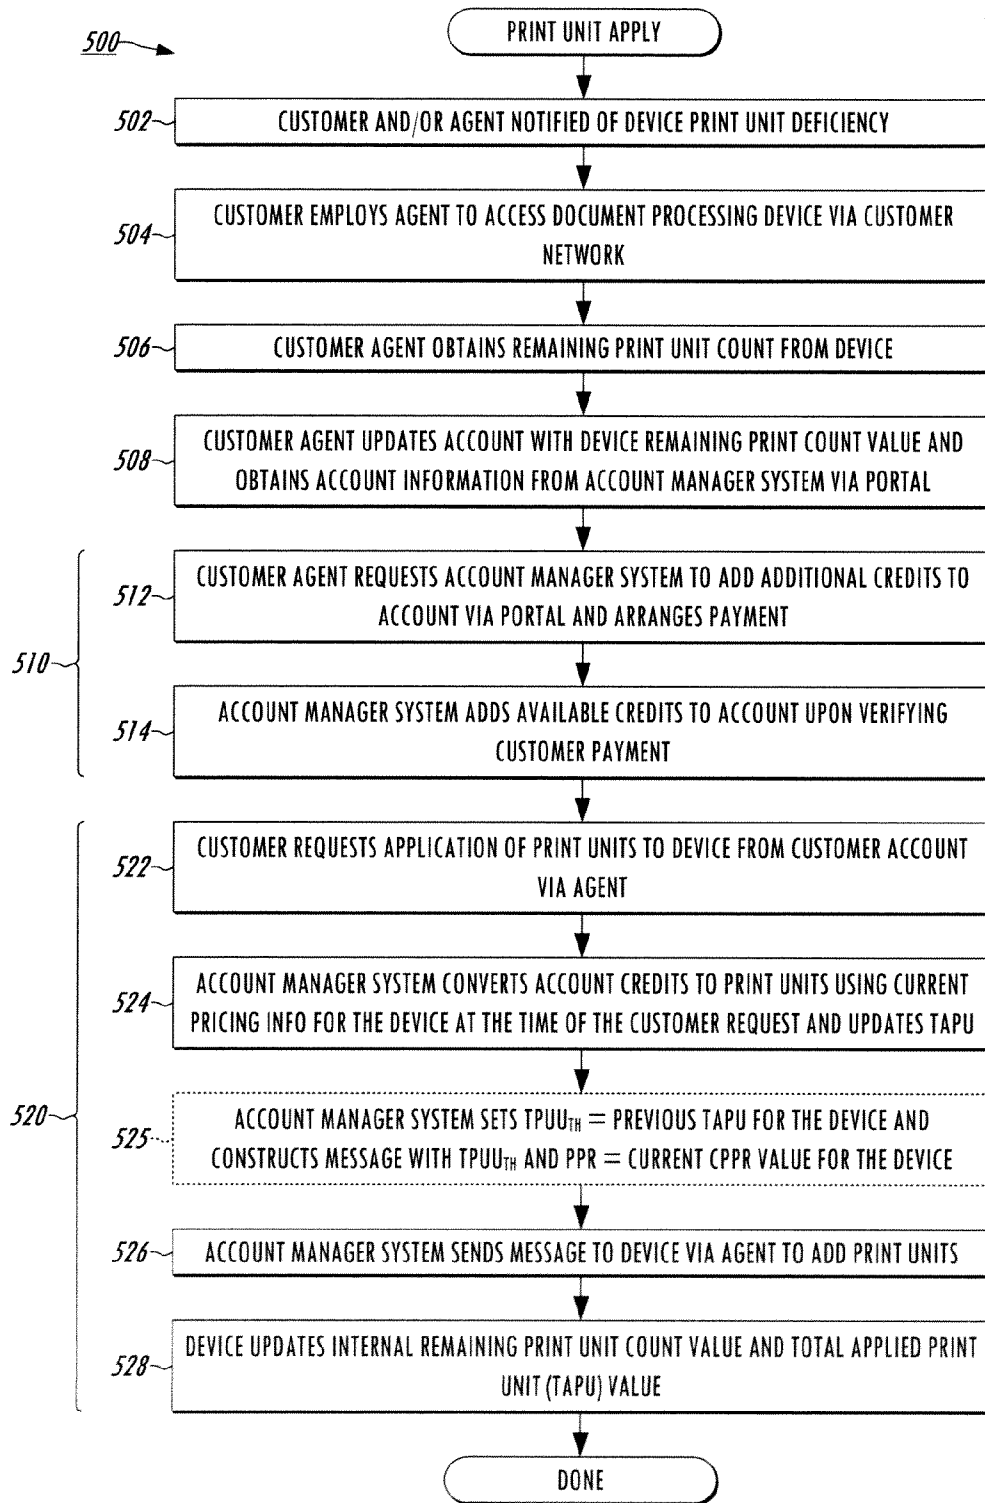 PRINT UNIT APPLY
500
502
CUSTOMER AND/OR AGENT NOTIFIED OF DEVICE PRINT UNIT DEFICIENCY
504
CUSTOMER EMPLOYS AGENT TO ACCESS DOCUMENT PROCESSING DEVICE VIA CUSTOMER
NETWORK
506
CUSTOMER AGENT OBTAINS REMAINING PRINT UNIT COUNT FROM DEVICE
508
CUSTOMER AGENT UPDATES ACCOUNT WITH DEVICE REMAINING PRINT COUNT VALUE AND
OBTAINS ACCOUNT INFORMATION FROM ACCOUNT MANAGER SYSTEM VIA PORTAL
510
512
CUSTOMER AGENT REQUESTS ACCOUNT MANAGER SYSTEM TO ADD ADDITIONAL CREDITS TO
ACCOUNT VIA PORTAL AND ARRANGES PAYMENT
514
ACCOUNT MANAGER SYSTEM ADDS AVAILABLE CREDITS TO ACCOUNT UPON VERIFYING
CUSTOMER PAYMENT
520
522
CUSTOMER REQUESTS APPLICATION OF PRINT UNITS TO DEVICE FROM CUSTOMER ACCOUNT
VIA AGENT
524
ACCOUNT MANAGER SYSTEM CONVERTS ACCOUNT CREDITS TO PRINT UNITS USING CURRENT
PRICING INFO FOR THE DEVICE AT THE TIME OF THE CUSTOMER REQUEST AND UPDATES TAPU
525
ACCOUNT MANAGER SYSTEM SETS TPUUTH = PREVIOUS TAPU FOR THE DEVICE AND
CONSTRUCTS MESSAGE WITH TPUUTH AND PPR = CURRENT CPPR VALUE FOR THE DEVICE
526
ACCOUNT MANAGER SYSTEM SENDS MESSAGE TO DEVICE VIA AGENT TO ADD PRINT UNITS
528
DEVICE UPDATES INTERNAL REMAINING PRINT UNIT COUNT VALUE AND TOTAL APPLIED PRINT
UNIT (TAPU) VALUE
DONE